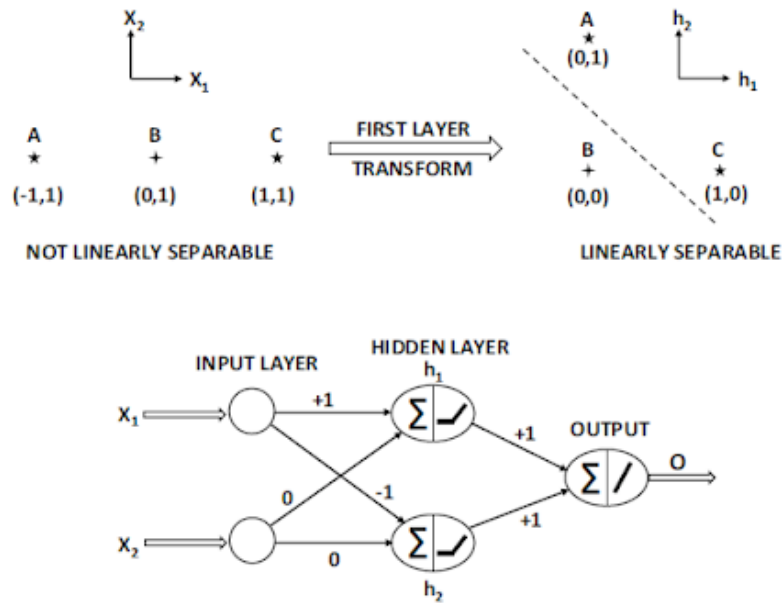 X₂
X₁
A
B
C
(-1,1)
(0,1)
(1,1)
NOT LINEARLY SEPARABLE
FIRST LAYER
TRANSFORM
A
(0,1)
h₂
h₁
B
C
(0,0)
(1,0)
LINEARLY SEPARABLE
INPUT LAYER
HIDDEN LAYER
h₁
X₁
+1
Σ
+1
OUTPUT
Σ
O
0
-1
X₂
0
Σ
+1
h₂